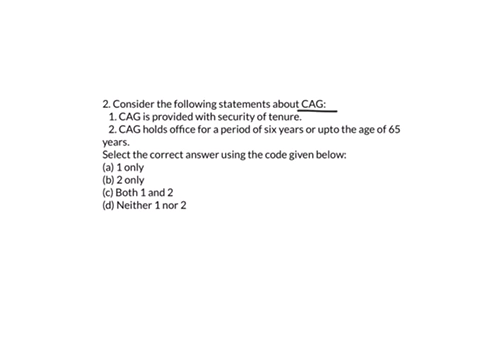 2. Consider the following statements about CAG:
1. CAG is provided with security of tenure.
2. CAG holds office for a period of six years or upto the age of 65
years.
Select the correct answer using the code given below:
(a) 1 only
(b) 2 only
(c) Both 1 and 2
(d) Neither 1 nor 2